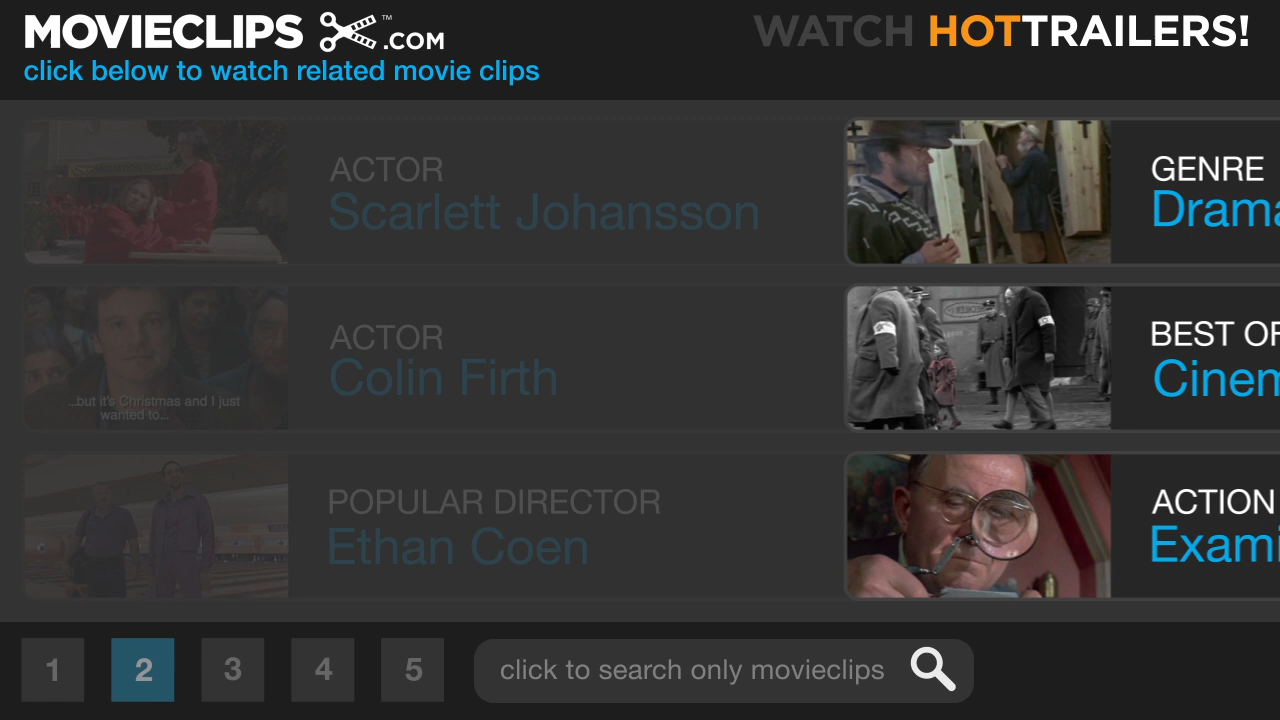 MOVIECLIPS ™ .COM
WATCH HOTTRAILERS!
click below to watch related movie clips
ACTOR
Scarlett Johansson
GENRE
Drama
ACTOR
Colin Firth
...but it's Christmas and I just
wanted to...
BEST OF
Cinem
POPULAR DIRECTOR
Ethan Coen
ACTION
Exami
1 2 3 4 5
click to search only movieclips